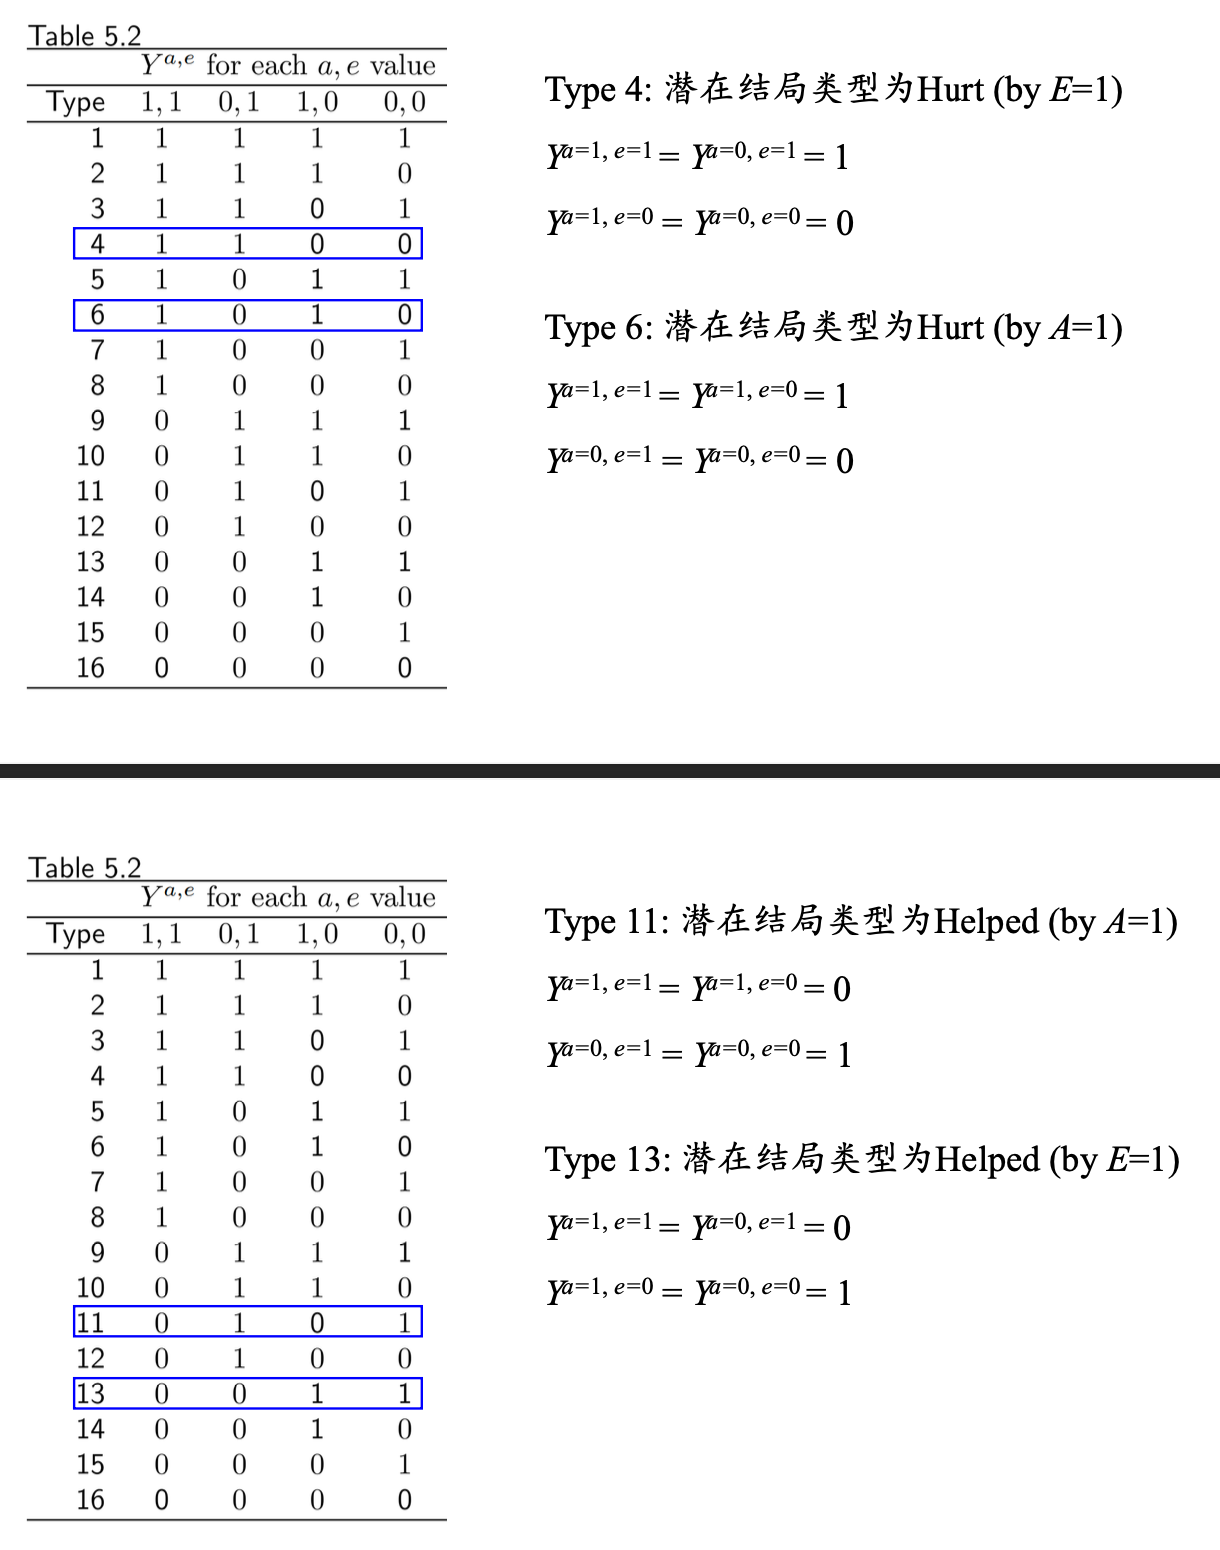 Table 5.2
Y^{a,e} for each a, e value
Type 1, 1 0, 1 1, 0 0, 0
1 1 1 1 1
2 1 1 1 0
3 1 1 0 1
4 1 1 0 0
5 1 0 1 1
6 1 0 1 0
7 1 0 0 1
8 1 0 0 0
9 0 1 1 1
10 0 1 1 0
11 0 1 0 1
12 0 1 0 0
13 0 0 1 1
14 0 0 1 0
15 0 0 0 1
16 0 0 0 0
Type 4: 潜在结局类型为Hurt (by E=1)
Y^{a=1, e=1} = Y^{a=0, e=1} = 1
Y^{a=1, e=0} = Y^{a=0, e=0} = 0
Type 6: 潜在结局类型为Hurt (by A=1)
Y^{a=1, e=1} = Y^{a=1, e=0} = 1
Y^{a=0, e=1} = Y^{a=0, e=0} = 0
Table 5.2
Y^{a,e} for each a, e value
Type 1, 1 0, 1 1, 0 0, 0
1 1 1 1 1
2 1 1 1 0
3 1 1 0 1
4 1 1 0 0
5 1 0 1 1
6 1 0 1 0
7 1 0 0 1
8 1 0 0 0
9 0 1 1 1
10 0 1 1 0
11 0 1 0 1
12 0 1 0 0
13 0 0 1 1
14 0 0 1 0
15 0 0 0 1
16 0 0 0 0
Type 11: 潜在结局类型为Helped (by A=1)
Y^{a=1, e=1} = Y^{a=1, e=0} = 0
Y^{a=0, e=1} = Y^{a=0, e=0} = 1
Type 13: 潜在结局类型为Helped (by E=1)
Y^{a=1, e=1} = Y^{a=0, e=1} = 0
Y^{a=1, e=0} = Y^{a=0, e=0} = 1